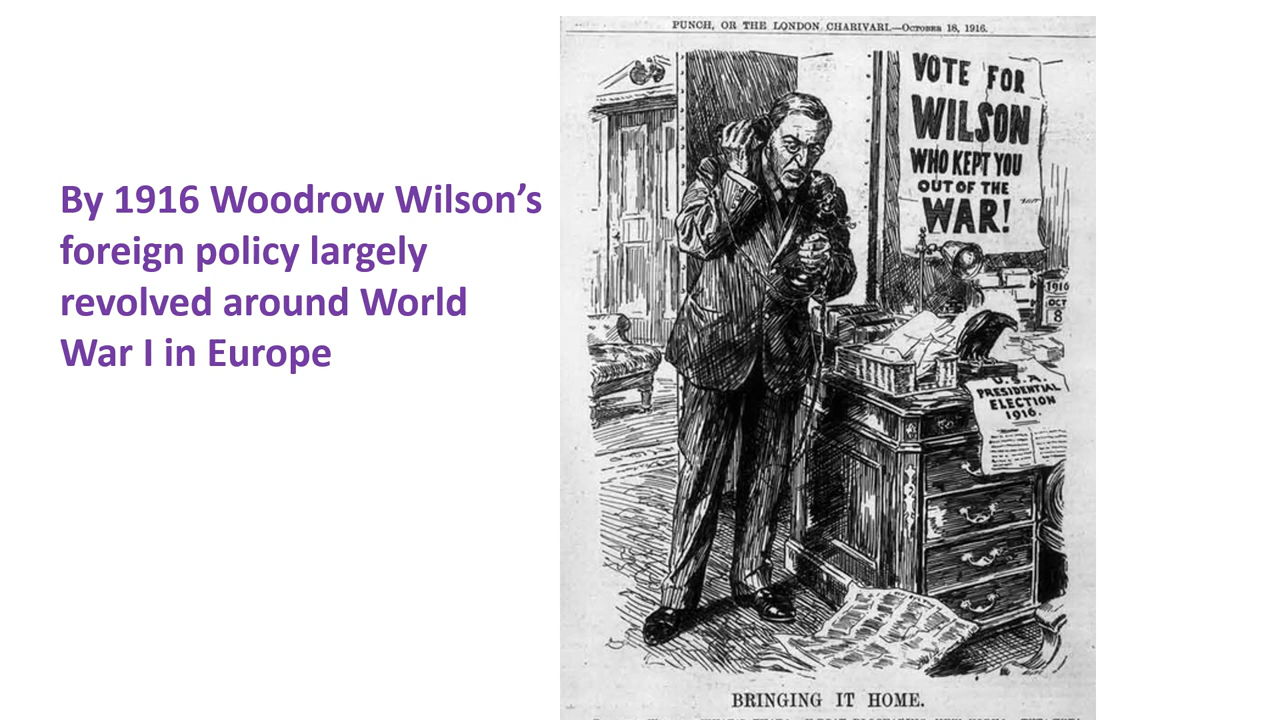 By 1916 Woodrow Wilson’s
foreign policy largely
revolved around World
War I in Europe
PUNCH, OR THE LONDON CHARIVARI.—October 18, 1916.
VOTE FOR
WILSON
WHO KEPT YOU
OUT OF THE
WAR!
1916
OCT
8
U.S.A.
PRESIDENTIAL
ELECTION
1916.
BRINGING IT HOME.